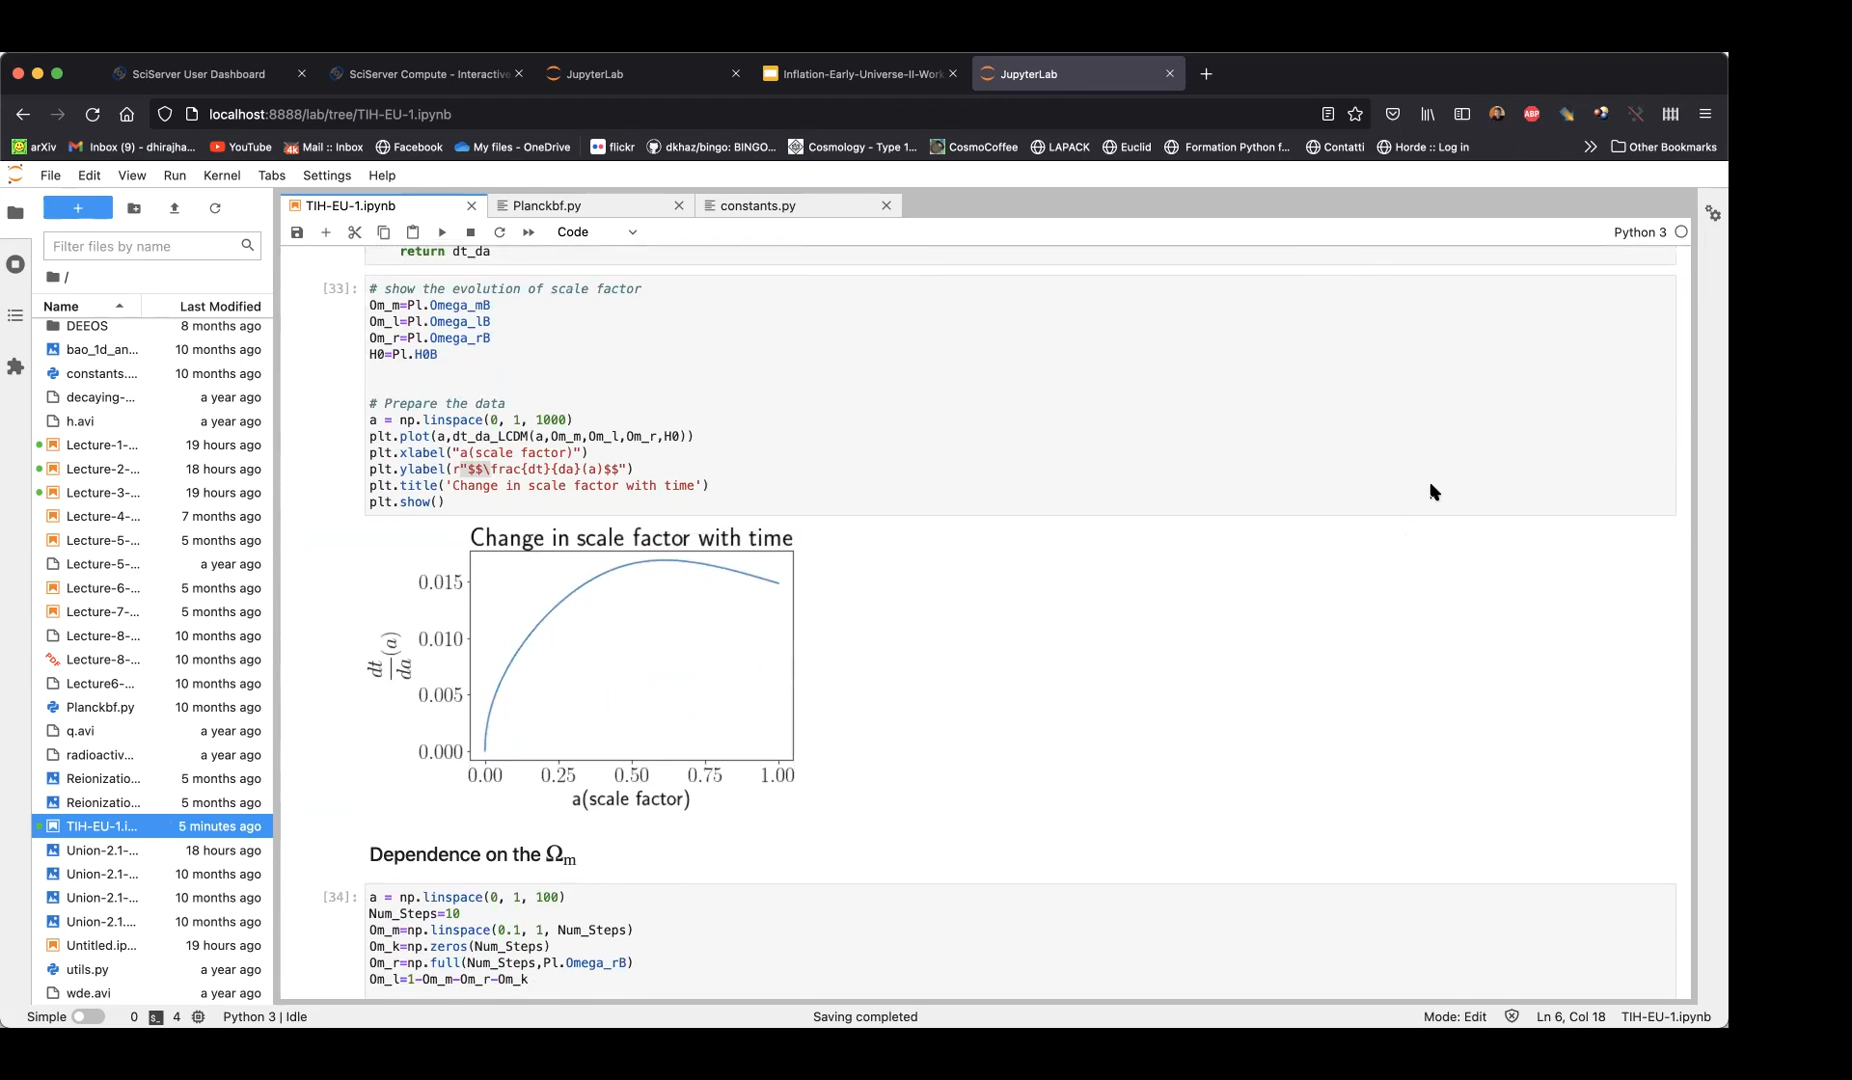 SciServer User Dashboard
SciServer Compute - Interactive
JupyterLab
Inflation-Early-Universe-II-Work
JupyterLab
localhost:8888/lab/tree/TIH-EU-1.ipynb
ABP
arXiv
Inbox (9) - dhirajha...
YouTube
Mail :: Inbox
Facebook
My files - OneDrive
flickr
dkhaz/bingo: BINGO...
Cosmology - Type 1...
CosmoCoffee
LAPACK
Euclid
Formation Python f...
Contatti
Horde :: Log in
Other Bookmarks
File Edit View Run Kernel Tabs Settings Help
TIH-EU-1.ipynb
Planckbf.py
constants.py
Code
Python 3
Filter files by name
/
Name Last Modified
DEEOS 8 months ago
bao_1d_an... 10 months ago
constants.... 10 months ago
decaying-... a year ago
h.avi a year ago
Lecture-1-... 19 hours ago
Lecture-2-... 18 hours ago
Lecture-3-... 19 hours ago
Lecture-4-... 7 months ago
Lecture-5-... 5 months ago
Lecture-5-... a year ago
Lecture-6-... 5 months ago
Lecture-7-... 5 months ago
Lecture-8-... 10 months ago
Lecture-8-... 10 months ago
Lecture6-... 10 months ago
Planckbf.py 10 months ago
q.avi a year ago
radioactiv... a year ago
Reionizatio... 5 months ago
Reionizatio... 5 months ago
TIH-EU-1.i... 5 minutes ago
Union-2.1-... 18 hours ago
Union-2.1-... 10 months ago
Union-2.1-... 10 months ago
Union-2.1.... 10 months ago
Untitled.ip... 19 hours ago
utils.py a year ago
wde.avi a year ago
return dt_da
[33]: # show the evolution of scale factor
Om_m=Pl.Omega_mB
Om_l=Pl.Omega_lB
Om_r=Pl.Omega_rB
H0=Pl.H0B
# Prepare the data
a = np.linspace(0, 1, 1000)
plt.plot(a,dt_da_LCDM(a,Om_m,Om_l,Om_r,H0))
plt.xlabel("a(scale factor)")
plt.ylabel(r"$$\frac{dt}{da}(a)$$")
plt.title('Change in scale factor with time')
plt.show()
Change in scale factor with time
0.015
0.010
0.005
0.000
dt/da (a)
0.00 0.25 0.50 0.75 1.00
a(scale factor)
Dependence on the Ωm
[34]: a = np.linspace(0, 1, 100)
Num_Steps=10
Om_m=np.linspace(0.1, 1, Num_Steps)
Om_k=np.zeros(Num_Steps)
Om_r=np.full(Num_Steps,Pl.Omega_rB)
Om_l=1-Om_m-Om_r-Om_k
Simple 0 4 Python 3 | Idle Saving completed Mode: Edit Ln 6, Col 18 TIH-EU-1.ipynb